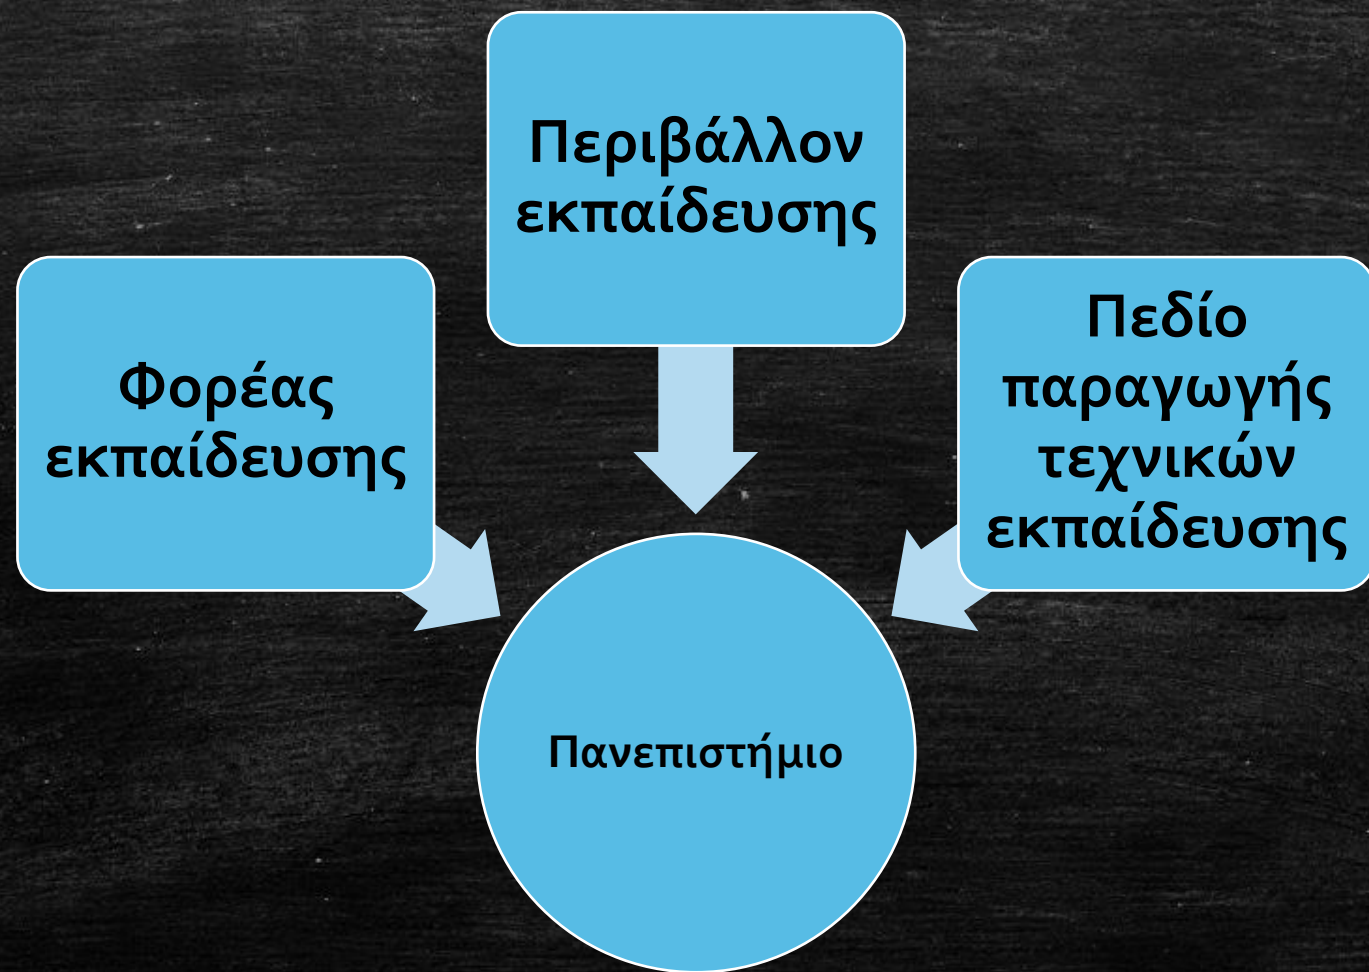 Περιβάλλον
εκπαίδευσης
Φορέας
εκπαίδευσης
Πεδίο
παραγωγής
τεχνικών
εκπαίδευσης
Πανεπιστήμιο